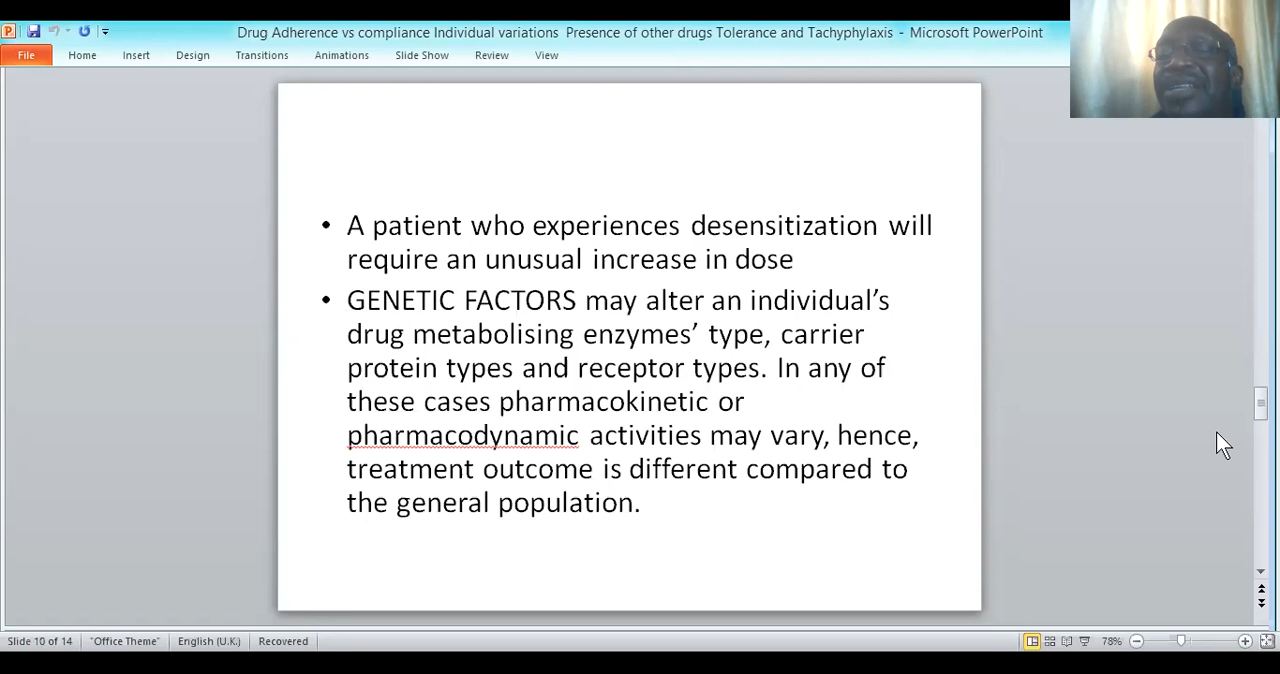 Drug Adherence vs compliance Individual variations Presence of other drugs Tolerance and Tachyphylaxis - Microsoft PowerPoint
File Home Insert Design Transitions Animations Slide Show Review View
• A patient who experiences desensitization will
require an unusual increase in dose
• GENETIC FACTORS may alter an individual’s
drug metabolising enzymes’ type, carrier
protein types and receptor types. In any of
these cases pharmacokinetic or
pharmacodynamic activities may vary, hence,
treatment outcome is different compared to
the general population.
Slide 10 of 14 "Office Theme" English (U.K.) Recovered 78%